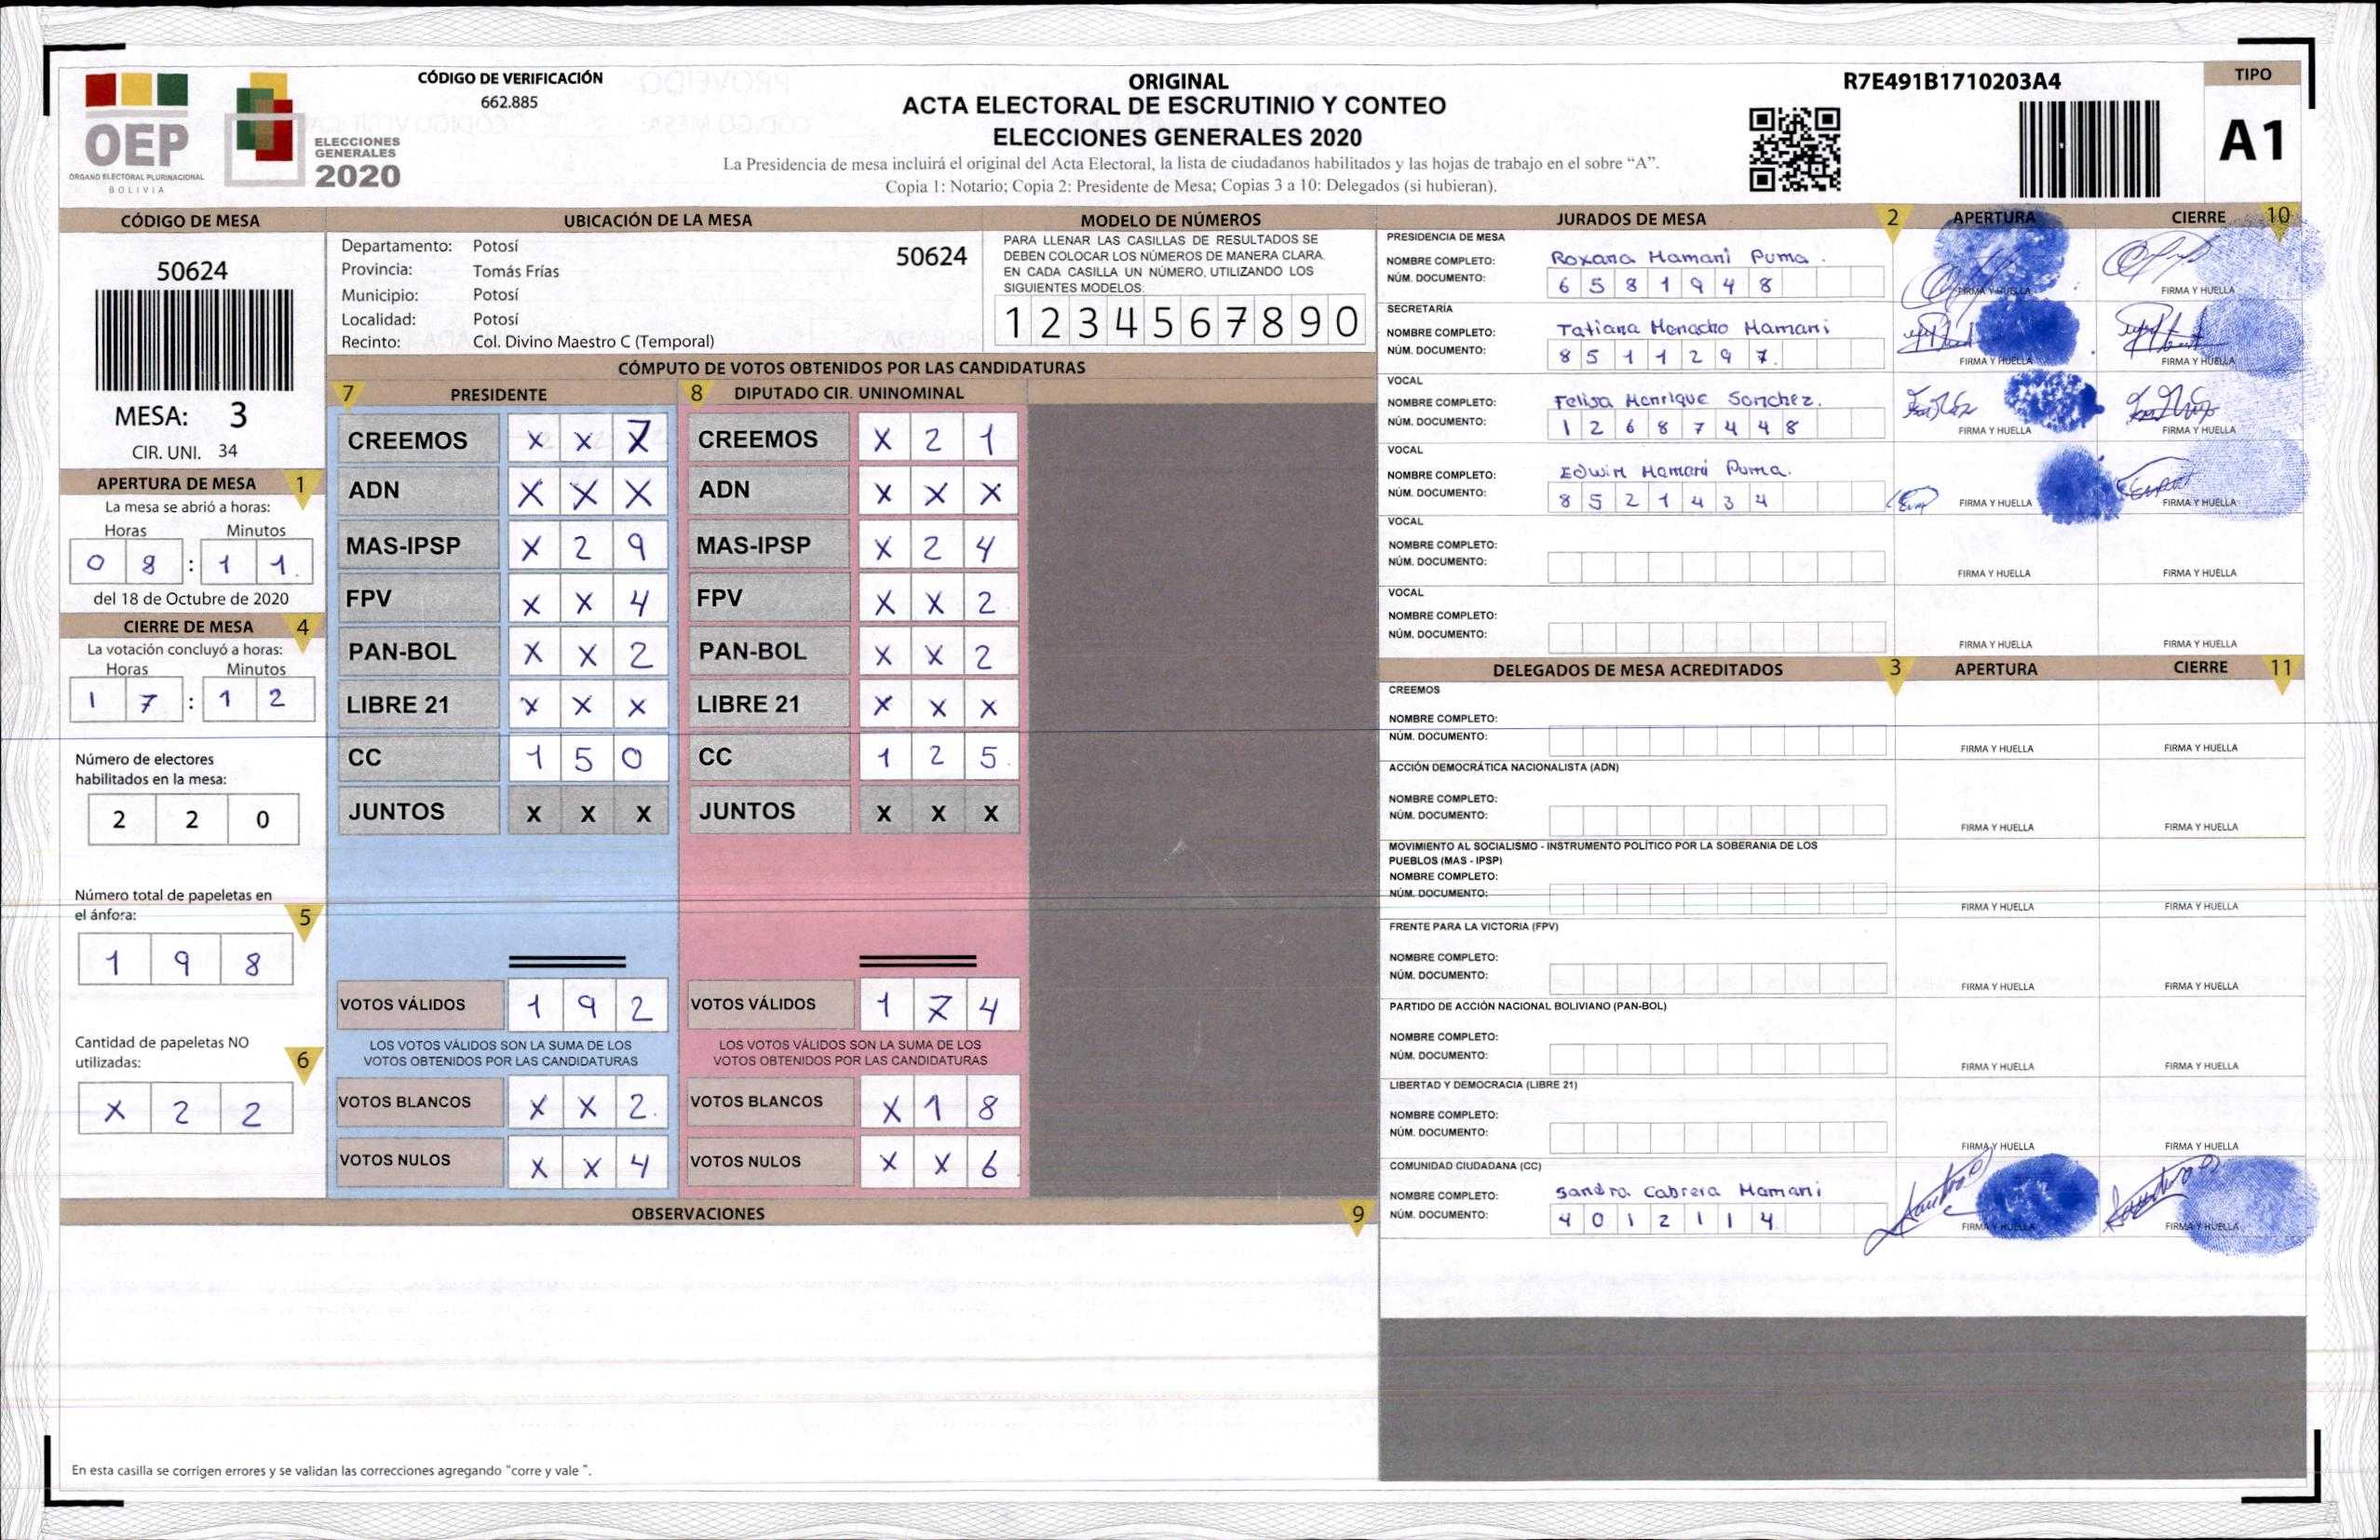 OEP
ÓRGANO ELECTORAL PLURINACIONAL
BOLIVIA
ELECCIONES
GENERALES
2020
CÓDIGO DE VERIFICACIÓN
662.885
ORIGINAL
ACTA ELECTORAL DE ESCRUTINIO Y CONTEO
ELECCIONES GENERALES 2020
La Presidencia de mesa incluirá el original del Acta Electoral, la lista de ciudadanos habilitados y las hojas de trabajo en el sobre “A”.
Copia 1: Notario; Copia 2: Presidente de Mesa; Copias 3 a 10: Delegados (si hubieran).
R7E491B1710203A4
TIPO
A1
CÓDIGO DE MESA
50624
MESA: 3
CIR. UNI. 34
APERTURA DE MESA 1
La mesa se abrió a horas:
Horas Minutos
0 8 : 1 1.
del 18 de Octubre de 2020
CIERRE DE MESA 4
La votación concluyó a horas:
Horas Minutos
1 7 : 1 2
Número de electores
habilitados en la mesa:
2 2 0
Número total de papeletas en
el ánfora: 5
1 9 8
Cantidad de papeletas NO
utilizadas: 6
X 2 2
UBICACIÓN DE LA MESA
Departamento: Potosí
50624
Provincia: Tomás Frías
Municipio: Potosí
Localidad: Potosí
Recinto: Col. Divino Maestro C (Temporal)
MODELO DE NÚMEROS
PARA LLENAR LAS CASILLAS DE RESULTADOS SE
DEBEN COLOCAR LOS NÚMEROS DE MANERA CLARA.
EN CADA CASILLA UN NÚMERO, UTILIZANDO LOS
SIGUIENTES MODELOS:
1 2 3 4 5 6 7 8 9 0
CÓMPUTO DE VOTOS OBTENIDOS POR LAS CANDIDATURAS
7 PRESIDENTE 8 DIPUTADO CIR. UNINOMINAL
CREEMOS X X 7 CREEMOS X 2 1
ADN X X X ADN X X X
MAS-IPSP X 2 9 MAS-IPSP X 2 4
FPV X X 4 FPV X X 2
PAN-BOL X X 2 PAN-BOL X X 2
LIBRE 21 X X X LIBRE 21 X X X
CC 1 5 0 CC 1 2 5.
JUNTOS X X X JUNTOS X X X
VOTOS VÁLIDOS 1 9 2 VOTOS VÁLIDOS 1 7 4
LOS VOTOS VÁLIDOS SON LA SUMA DE LOS LOS VOTOS VÁLIDOS SON LA SUMA DE LOS
VOTOS OBTENIDOS POR LAS CANDIDATURAS VOTOS OBTENIDOS POR LAS CANDIDATURAS
VOTOS BLANCOS X X 2. VOTOS BLANCOS X 1 8
VOTOS NULOS X X 4 VOTOS NULOS X X 6
OBSERVACIONES 9
En esta casilla se corrigen errores y se validan las correcciones agregando "corre y vale ".
JURADOS DE MESA 2 APERTURA CIERRE 10
PRESIDENCIA DE MESA
NOMBRE COMPLETO: Roxana Mamani Puma.
NÚM. DOCUMENTO: 6 5 8 1 9 4 8
FIRMA Y HUELLA FIRMA Y HUELLA
SECRETARÍA
NOMBRE COMPLETO: Tatiana Menacho Mamani
NÚM. DOCUMENTO: 8 5 1 1 2 9 7.
FIRMA Y HUELLA FIRMA Y HUELLA
VOCAL
NOMBRE COMPLETO: Felisa Manrique Sanchez.
NÚM. DOCUMENTO: 1 2 6 8 7 4 4 8
FIRMA Y HUELLA FIRMA Y HUELLA
VOCAL
NOMBRE COMPLETO: Edwin Mamani Puma.
NÚM. DOCUMENTO: 8 5 2 1 4 3 4
FIRMA Y HUELLA FIRMA Y HUELLA
VOCAL
NOMBRE COMPLETO:
NÚM. DOCUMENTO:
FIRMA Y HUELLA FIRMA Y HUELLA
VOCAL
NOMBRE COMPLETO:
NÚM. DOCUMENTO:
FIRMA Y HUELLA FIRMA Y HUELLA
DELEGADOS DE MESA ACREDITADOS 3 APERTURA CIERRE 11
CREEMOS
NOMBRE COMPLETO:
NÚM. DOCUMENTO:
FIRMA Y HUELLA FIRMA Y HUELLA
ACCIÓN DEMOCRÁTICA NACIONALISTA (ADN)
NOMBRE COMPLETO:
NÚM. DOCUMENTO:
FIRMA Y HUELLA FIRMA Y HUELLA
MOVIMIENTO AL SOCIALISMO - INSTRUMENTO POLÍTICO POR LA SOBERANIA DE LOS
PUEBLOS (MAS - IPSP)
NOMBRE COMPLETO:
NÚM. DOCUMENTO:
FIRMA Y HUELLA FIRMA Y HUELLA
FRENTE PARA LA VICTORIA (FPV)
NOMBRE COMPLETO:
NÚM. DOCUMENTO:
FIRMA Y HUELLA FIRMA Y HUELLA
PARTIDO DE ACCIÓN NACIONAL BOLIVIANO (PAN-BOL)
NOMBRE COMPLETO:
NÚM. DOCUMENTO:
FIRMA Y HUELLA FIRMA Y HUELLA
LIBERTAD Y DEMOCRACIA (LIBRE 21)
NOMBRE COMPLETO:
NÚM. DOCUMENTO:
FIRMA Y HUELLA FIRMA Y HUELLA
COMUNIDAD CIUDADANA (CC)
NOMBRE COMPLETO: Sandra Cabrera Mamani
NÚM. DOCUMENTO: 4 0 1 2 1 1 4
FIRMA Y HUELLA FIRMA Y HUELLA